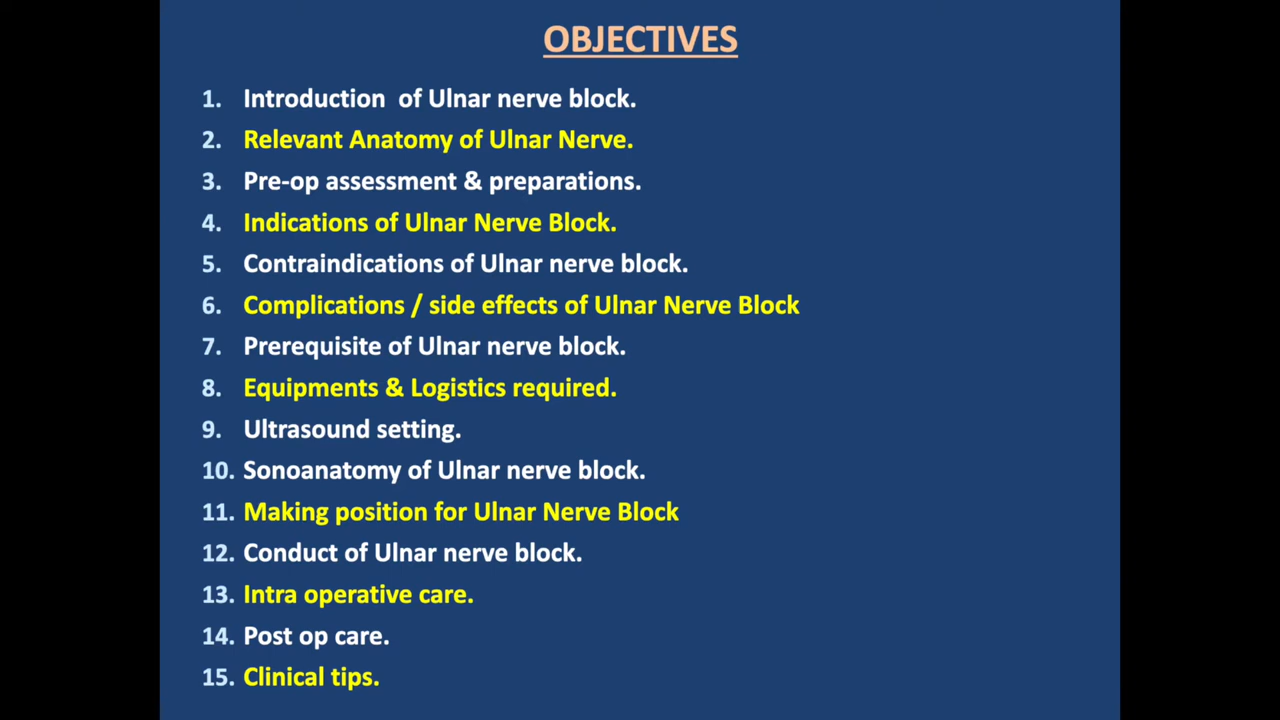 OBJECTIVES
1. Introduction of Ulnar nerve block.
2. Relevant Anatomy of Ulnar Nerve.
3. Pre-op assessment & preparations.
4. Indications of Ulnar Nerve Block.
5. Contraindications of Ulnar nerve block.
6. Complications / side effects of Ulnar Nerve Block
7. Prerequisite of Ulnar nerve block.
8. Equipments & Logistics required.
9. Ultrasound setting.
10. Sonoanatomy of Ulnar nerve block.
11. Making position for Ulnar Nerve Block
12. Conduct of Ulnar nerve block.
13. Intra operative care.
14. Post op care.
15. Clinical tips.